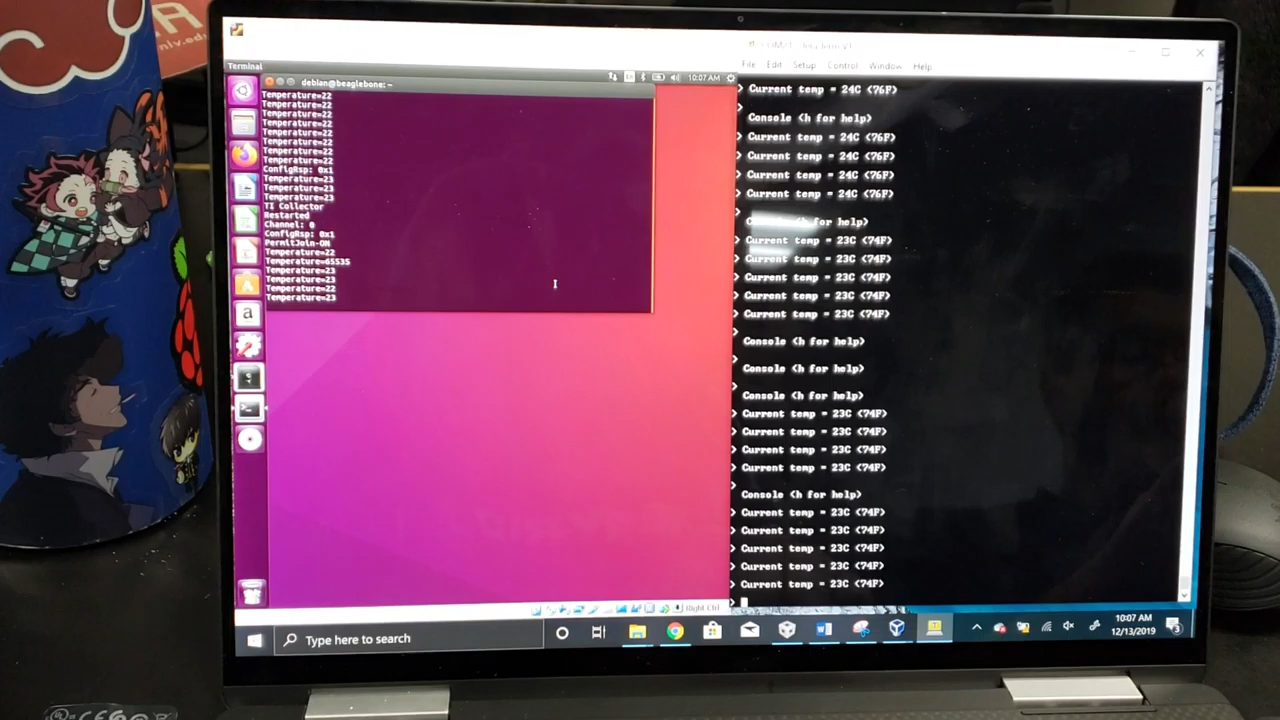 nlv.edu
Terminal
10:07 AM
debian@beaglebone: ~
Temperature=22
Temperature=22
Temperature=22
Temperature=22
Temperature=22
Temperature=22
Temperature=22
Temperature=22
ConfigRsp: 0x1
Temperature=23
Temperature=23
Temperature=23
TI Collector
Restarted
Channel: 0
ConfigRsp: 0x1
PermitJoin-ON
Temperature=22
Temperature=65535
Temperature=23
Temperature=23
Temperature=22
Temperature=23
Right Ctrl
File Edit Setup Control Window Help
> Current temp = 24C <76F>
>
Console <h for help>
> Current temp = 24C <76F>
> Current temp = 24C <76F>
> Current temp = 24C <76F>
> Current temp = 24C <76F>
>
h for help>
> Current temp = 23C <74F>
> Current temp = 23C <74F>
> Current temp = 23C <74F>
> Current temp = 23C <74F>
> Current temp = 23C <74F>
>
Console <h for help>
>
Console <h for help>
>
Console <h for help>
> Current temp = 23C <74F>
> Current temp = 23C <74F>
> Current temp = 23C <74F>
> Current temp = 23C <74F>
>
Console <h for help>
> Current temp = 23C <74F>
> Current temp = 23C <74F>
> Current temp = 23C <74F>
> Current temp = 23C <74F>
> Current temp = 23C <74F>
>
Type here to search
10:07 AM
12/13/2019
3